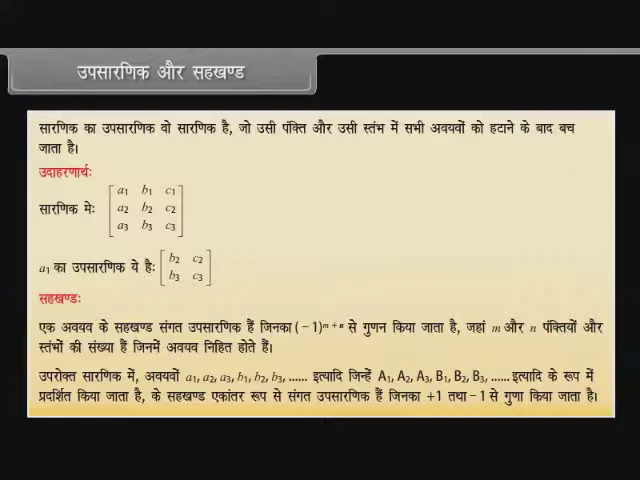 उपसारणिक और सहखण्ड
सारणिक का उपसारणिक वो सारणिक है, जो उसी पंक्ति और उसी स्तंभ में सभी अवयवों को हटाने के बाद बच
जाता है।
उदाहरणार्थः
a₁ b₁ c₁
सारणिक मेः a₂ b₂ c₂
a₃ b₃ c₃
a₁ का उपसारणिक ये हैः b₂ c₂
b₃ c₃
सहखण्डः
एक अवयव के सहखण्ड संगत उपसारणिक हैं जिनका (−1)ᵐ⁺ⁿ से गुणन किया जाता है, जहां m और n पंक्तियों और
स्तंभों की संख्या हैं जिनमें अवयव निहित होते हैं।
उपरोक्त सारणिक में, अवयवों a₁, a₂, a₃, b₁, b₂, b₃, ...... इत्यादि जिन्हें A₁, A₂, A₃, B₁, B₂, B₃, ...... इत्यादि के रूप में
प्रदर्शित किया जाता है, के सहखण्ड एकांतर रूप से संगत उपसारणिक हैं जिनका +1 तथा −1 से गुणा किया जाता है।